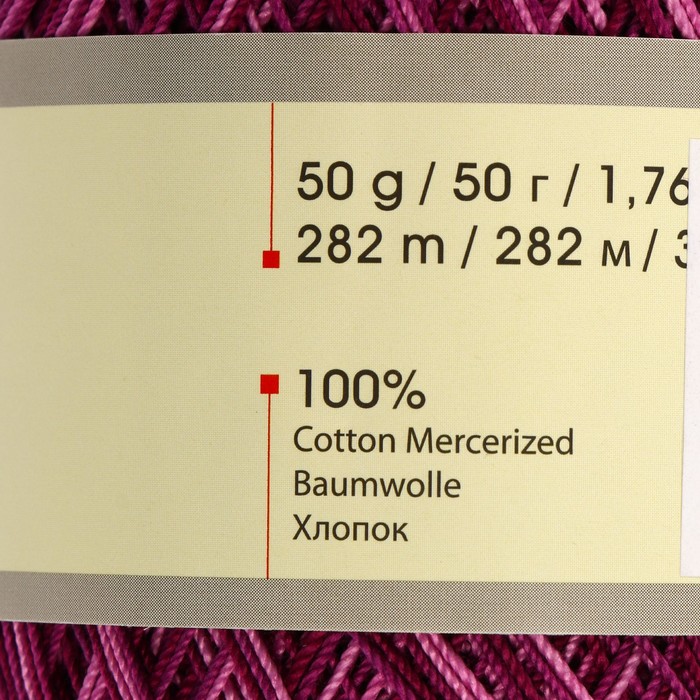 50 g / 50 г / 1,76
282 m / 282 м /
100%
Cotton Mercerized
Baumwolle
Хлопок